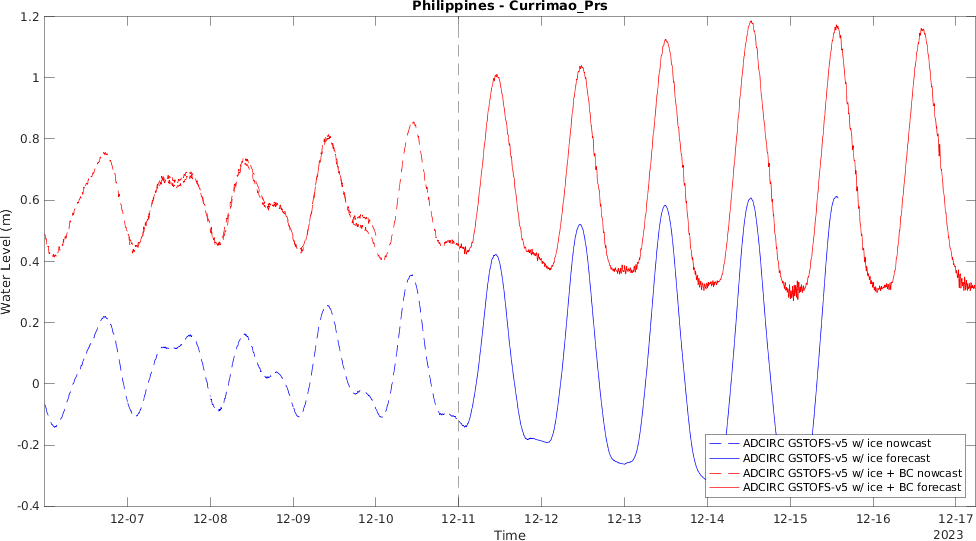 Philippines - Currimao_Prs
1.2
1
0.8
0.6
0.4
0.2
0
-0.2
-0.4
Water Level (m)
ADCIRC GSTOFS-v5 w/ ice nowcast
ADCIRC GSTOFS-v5 w/ ice forecast
ADCIRC GSTOFS-v5 w/ ice + BC nowcast
ADCIRC GSTOFS-v5 w/ ice + BC forecast
12-07 12-08 12-09 12-10 12-11 12-12 12-13 12-14 12-15 12-16 12-17
Time
2023